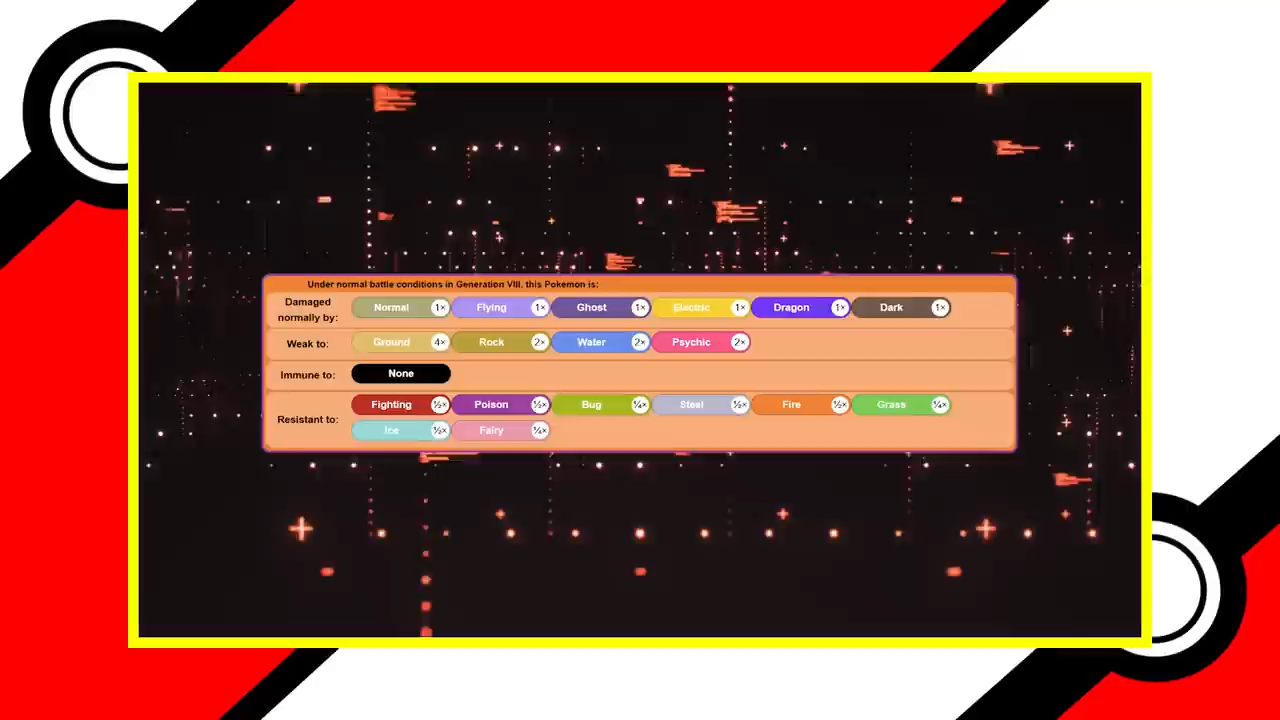 Under normal battle conditions in Generation VIII, this Pokemon is:
Damaged normally by: Normal 1× Flying 1× Ghost 1× Electric 1× Dragon 1× Dark 1×
Weak to: Ground 4× Rock 2× Water 2× Psychic 2×
Immune to: None
Resistant to: Fighting ½× Poison ½× Bug ¼× Steel ½× Fire ½× Grass ¼×
Ice ½× Fairy ¼×